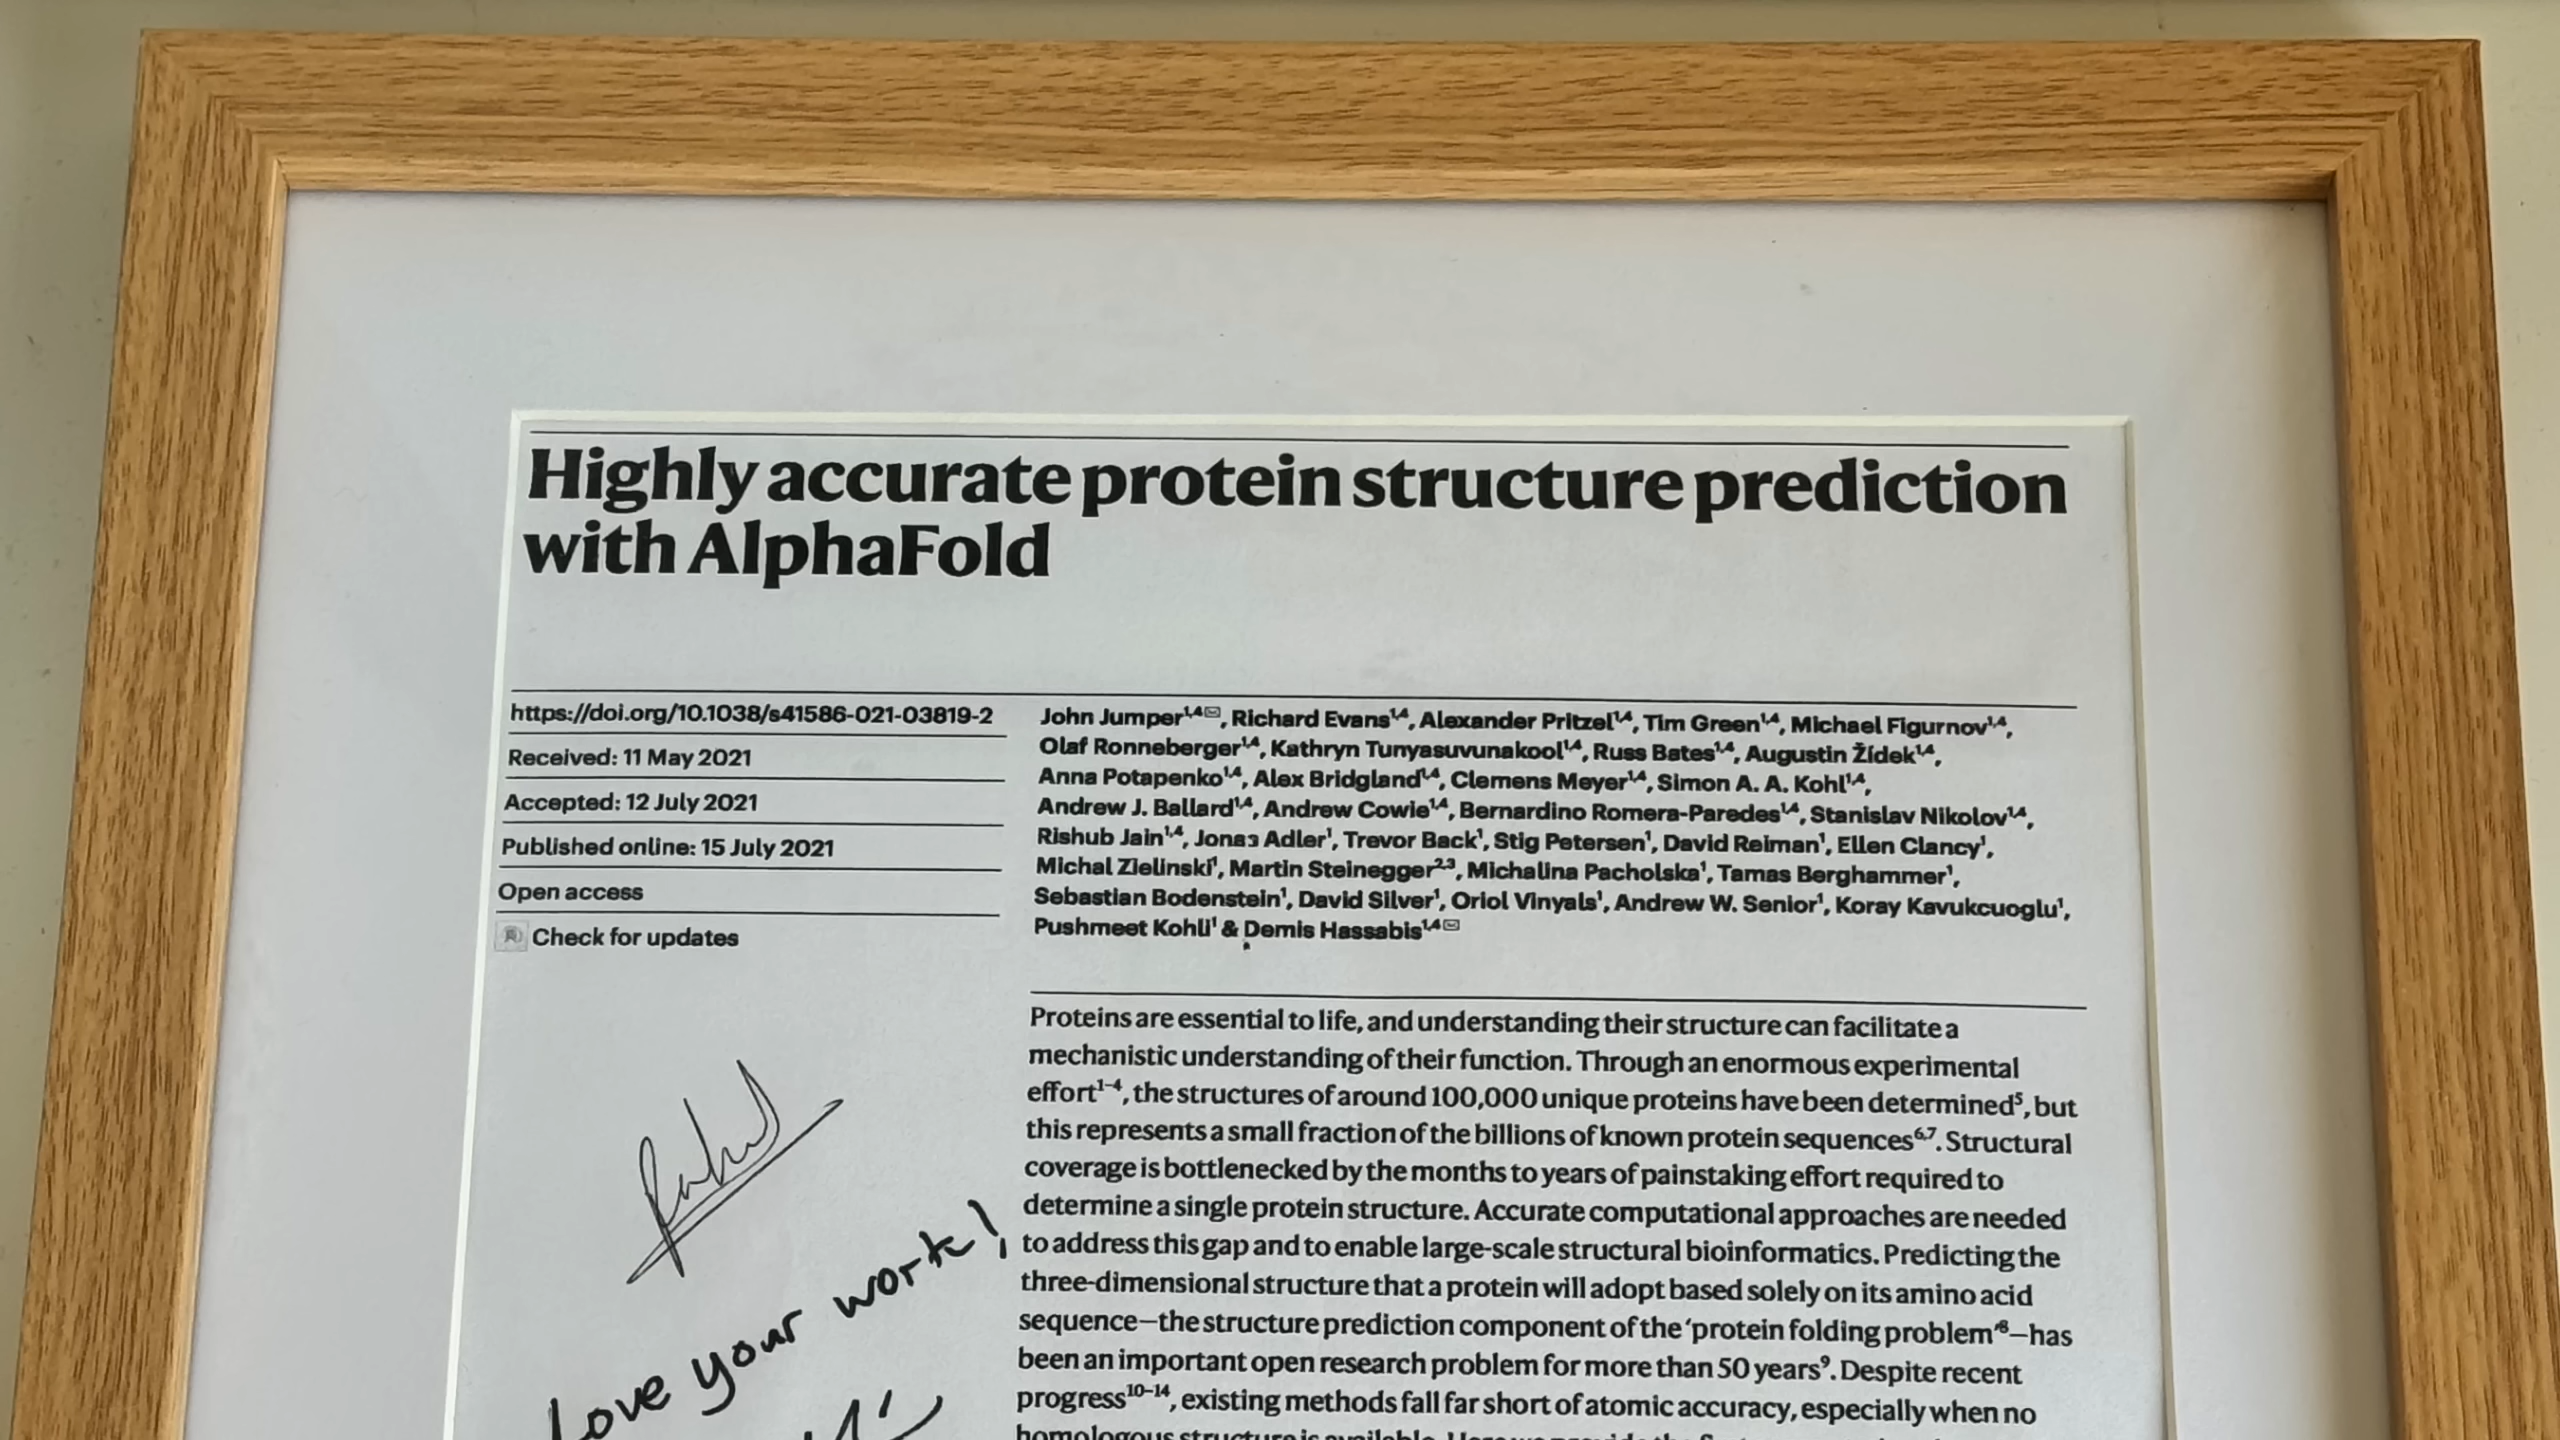 Highly accurate protein structure prediction
with AlphaFold
https://doi.org/10.1038/s41586-021-03819-2
Received: 11 May 2021
Accepted: 12 July 2021
Published online: 15 July 2021
Open access
Check for updates
John Jumper1,4✉, Richard Evans1,4, Alexander Pritzel1,4, Tim Green1,4, Michael Figurnov1,4,
Olaf Ronneberger1,4, Kathryn Tunyasuvunakool1,4, Russ Bates1,4, Augustin Žídek1,4,
Anna Potapenko1,4, Alex Bridgland1,4, Clemens Meyer1,4, Simon A. A. Kohl1,4,
Andrew J. Ballard1,4, Andrew Cowie1,4, Bernardino Romera-Paredes1,4, Stanislav Nikolov1,4,
Rishub Jain1,4, Jonas Adler1, Trevor Back1, Stig Petersen1, David Reiman1, Ellen Clancy1,
Michal Zielinski1, Martin Steinegger2,3, Michalina Pacholska1, Tamas Berghammer1,
Sebastian Bodenstein1, David Silver1, Oriol Vinyals1, Andrew W. Senior1, Koray Kavukcuoglu1,
Pushmeet Kohli1 & Demis Hassabis1,4✉
Love your work!
Proteins are essential to life, and understanding their structure can facilitate a
mechanistic understanding of their function. Through an enormous experimental
effort1–4, the structures of around 100,000 unique proteins have been determined5, but
this represents a small fraction of the billions of known protein sequences6,7. Structural
coverage is bottlenecked by the months to years of painstaking effort required to
determine a single protein structure. Accurate computational approaches are needed
to address this gap and to enable large-scale structural bioinformatics. Predicting the
three-dimensional structure that a protein will adopt based solely on its amino acid
sequence—the structure prediction component of the ‘protein folding problem’8—has
been an important open research problem for more than 50 years9. Despite recent
progress10–14, existing methods fall far short of atomic accuracy, especially when no
homologous structure is available.